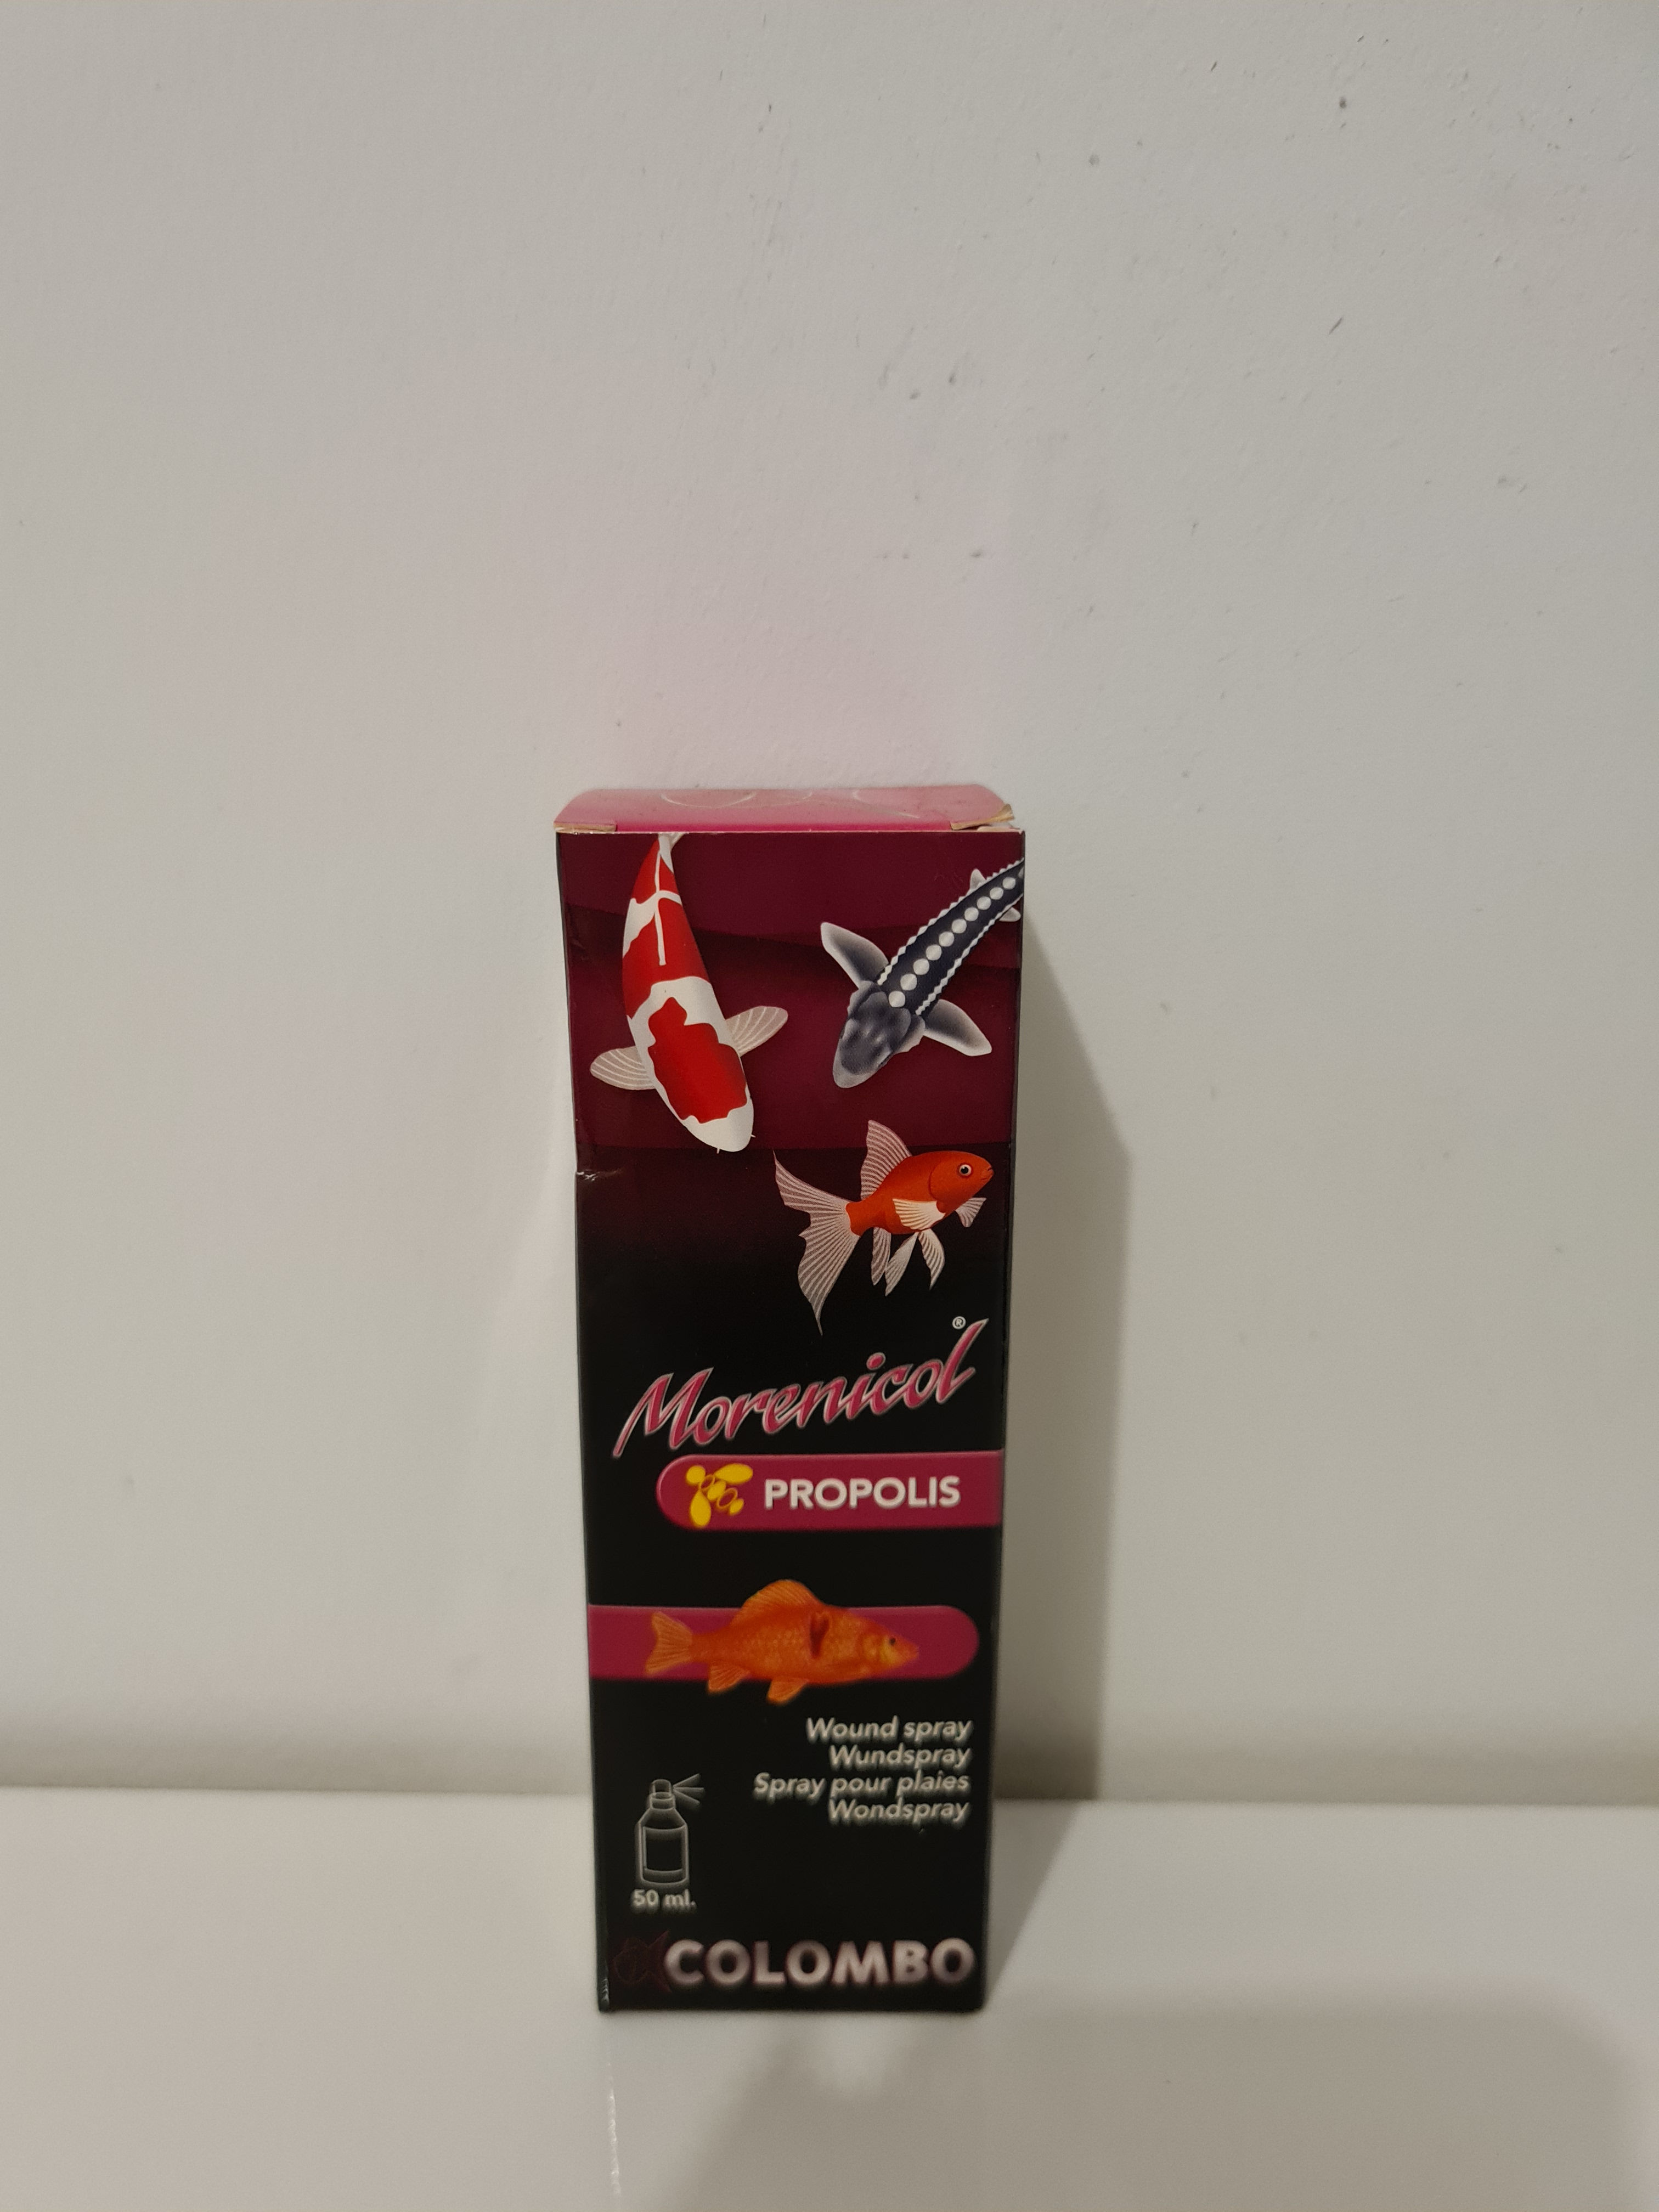 Morenicol®
PROPOLIS
Wound spray
Wundspray
Spray pour plaies
Wondspray
50 ml.
COLOMBO